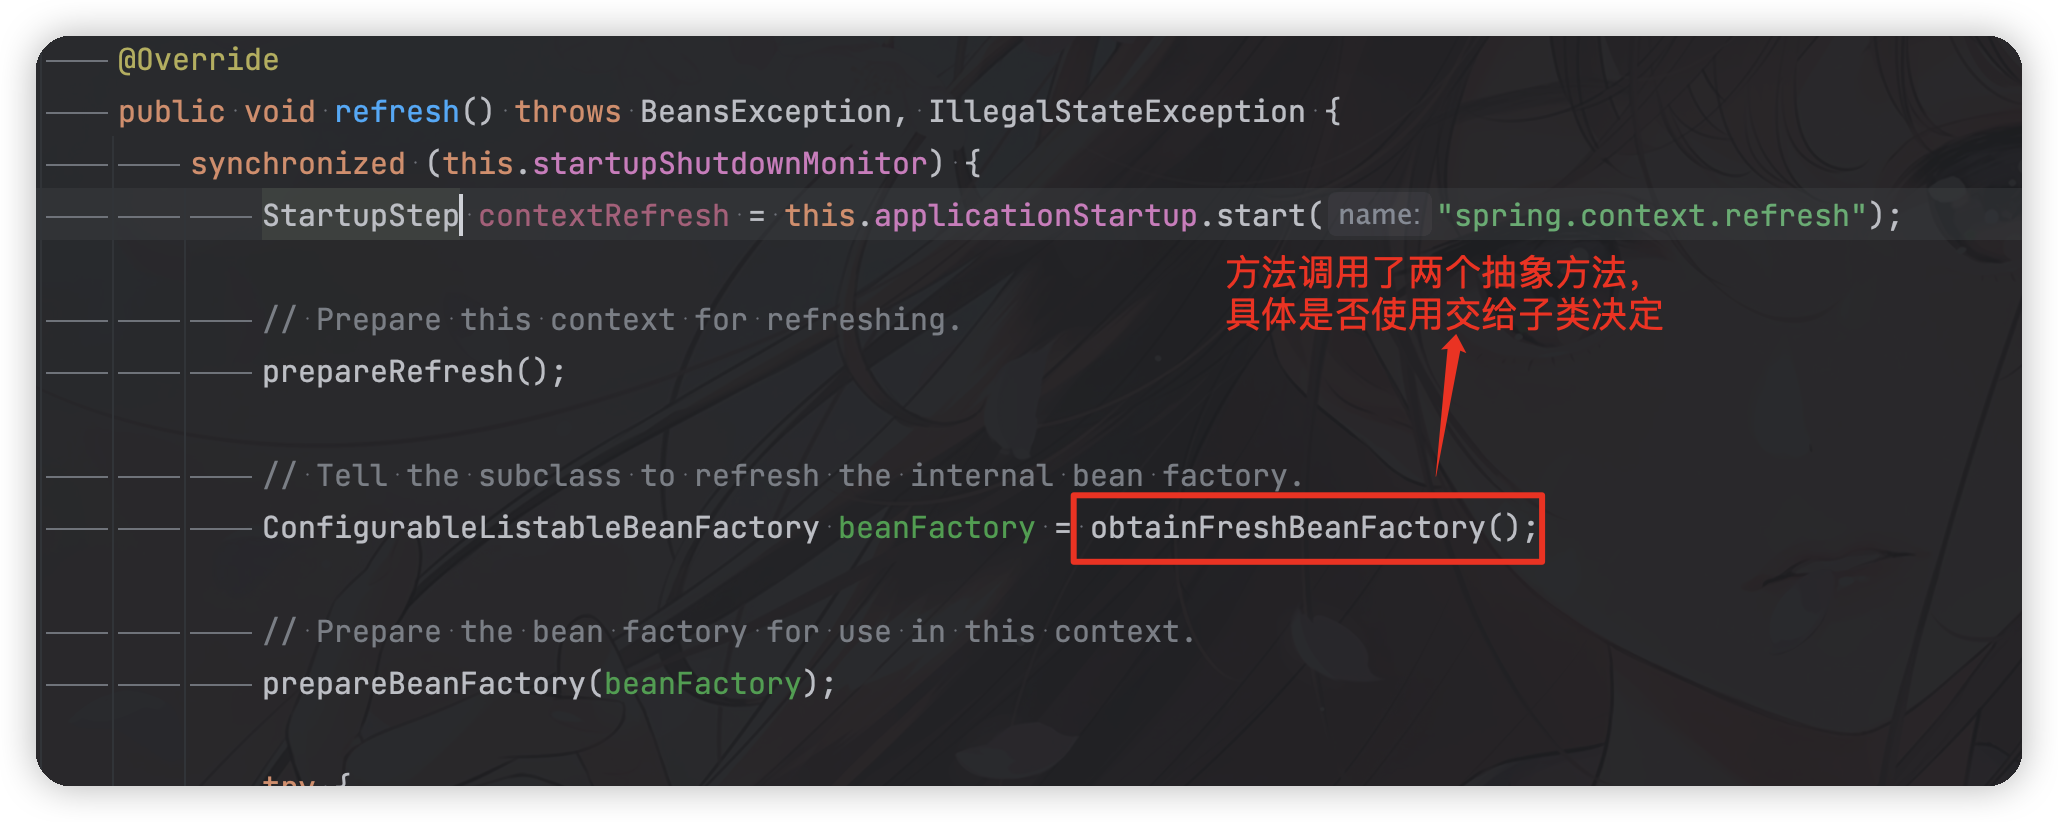 @Override
public void refresh() throws BeansException, IllegalStateException {
synchronized (this.startupShutdownMonitor) {
StartupStep contextRefresh = this.applicationStartup.start( name: "spring.context.refresh");
方法调用了两个抽象方法,
具体是否使用交给子类决定
// Prepare this context for refreshing.
prepareRefresh();
// Tell the subclass to refresh the internal bean factory.
ConfigurableListableBeanFactory beanFactory = obtainFreshBeanFactory();
// Prepare the bean factory for use in this context.
prepareBeanFactory(beanFactory);
try {